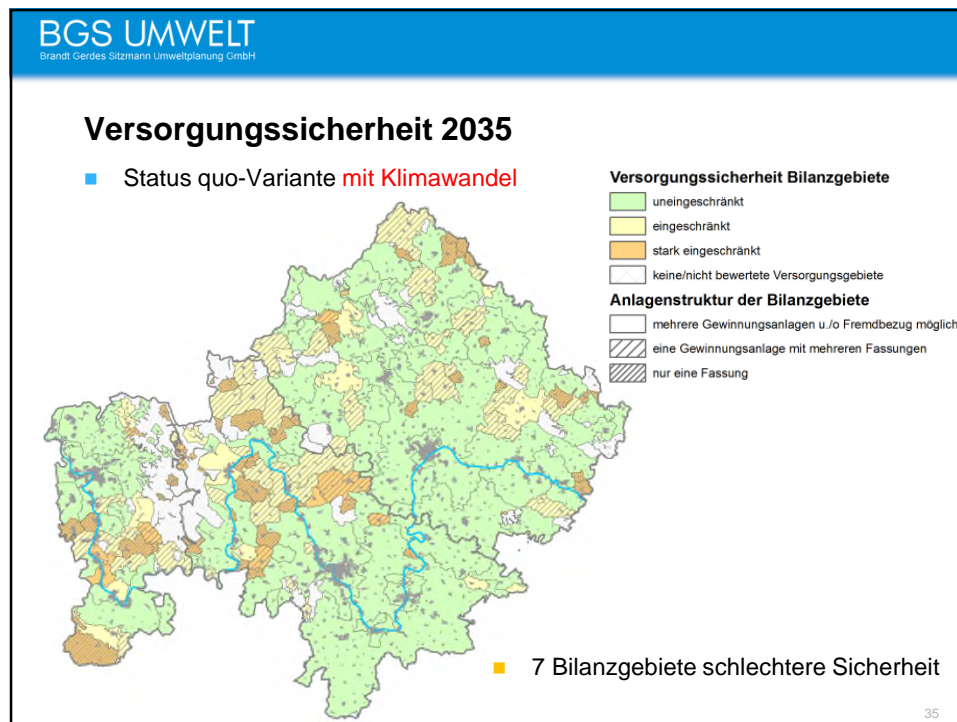 BGS UMWELT
Brandt Gerdes Sitzmann Umweltplanung GmbH
Versorgungssicherheit 2035
Status quo-Variante mit Klimawandel
Versorgungssicherheit Bilanzgebiete
uneingeschränkt
eingeschränkt
stark eingeschränkt
keine/nicht bewertete Versorgungsgebiete
Anlagenstruktur der Bilanzgebiete
mehrere Gewinnungsanlagen u./o Fremdbezug möglich
eine Gewinnungsanlage mit mehreren Fassungen
nur eine Fassung
7 Bilanzgebiete schlechtere Sicherheit
35